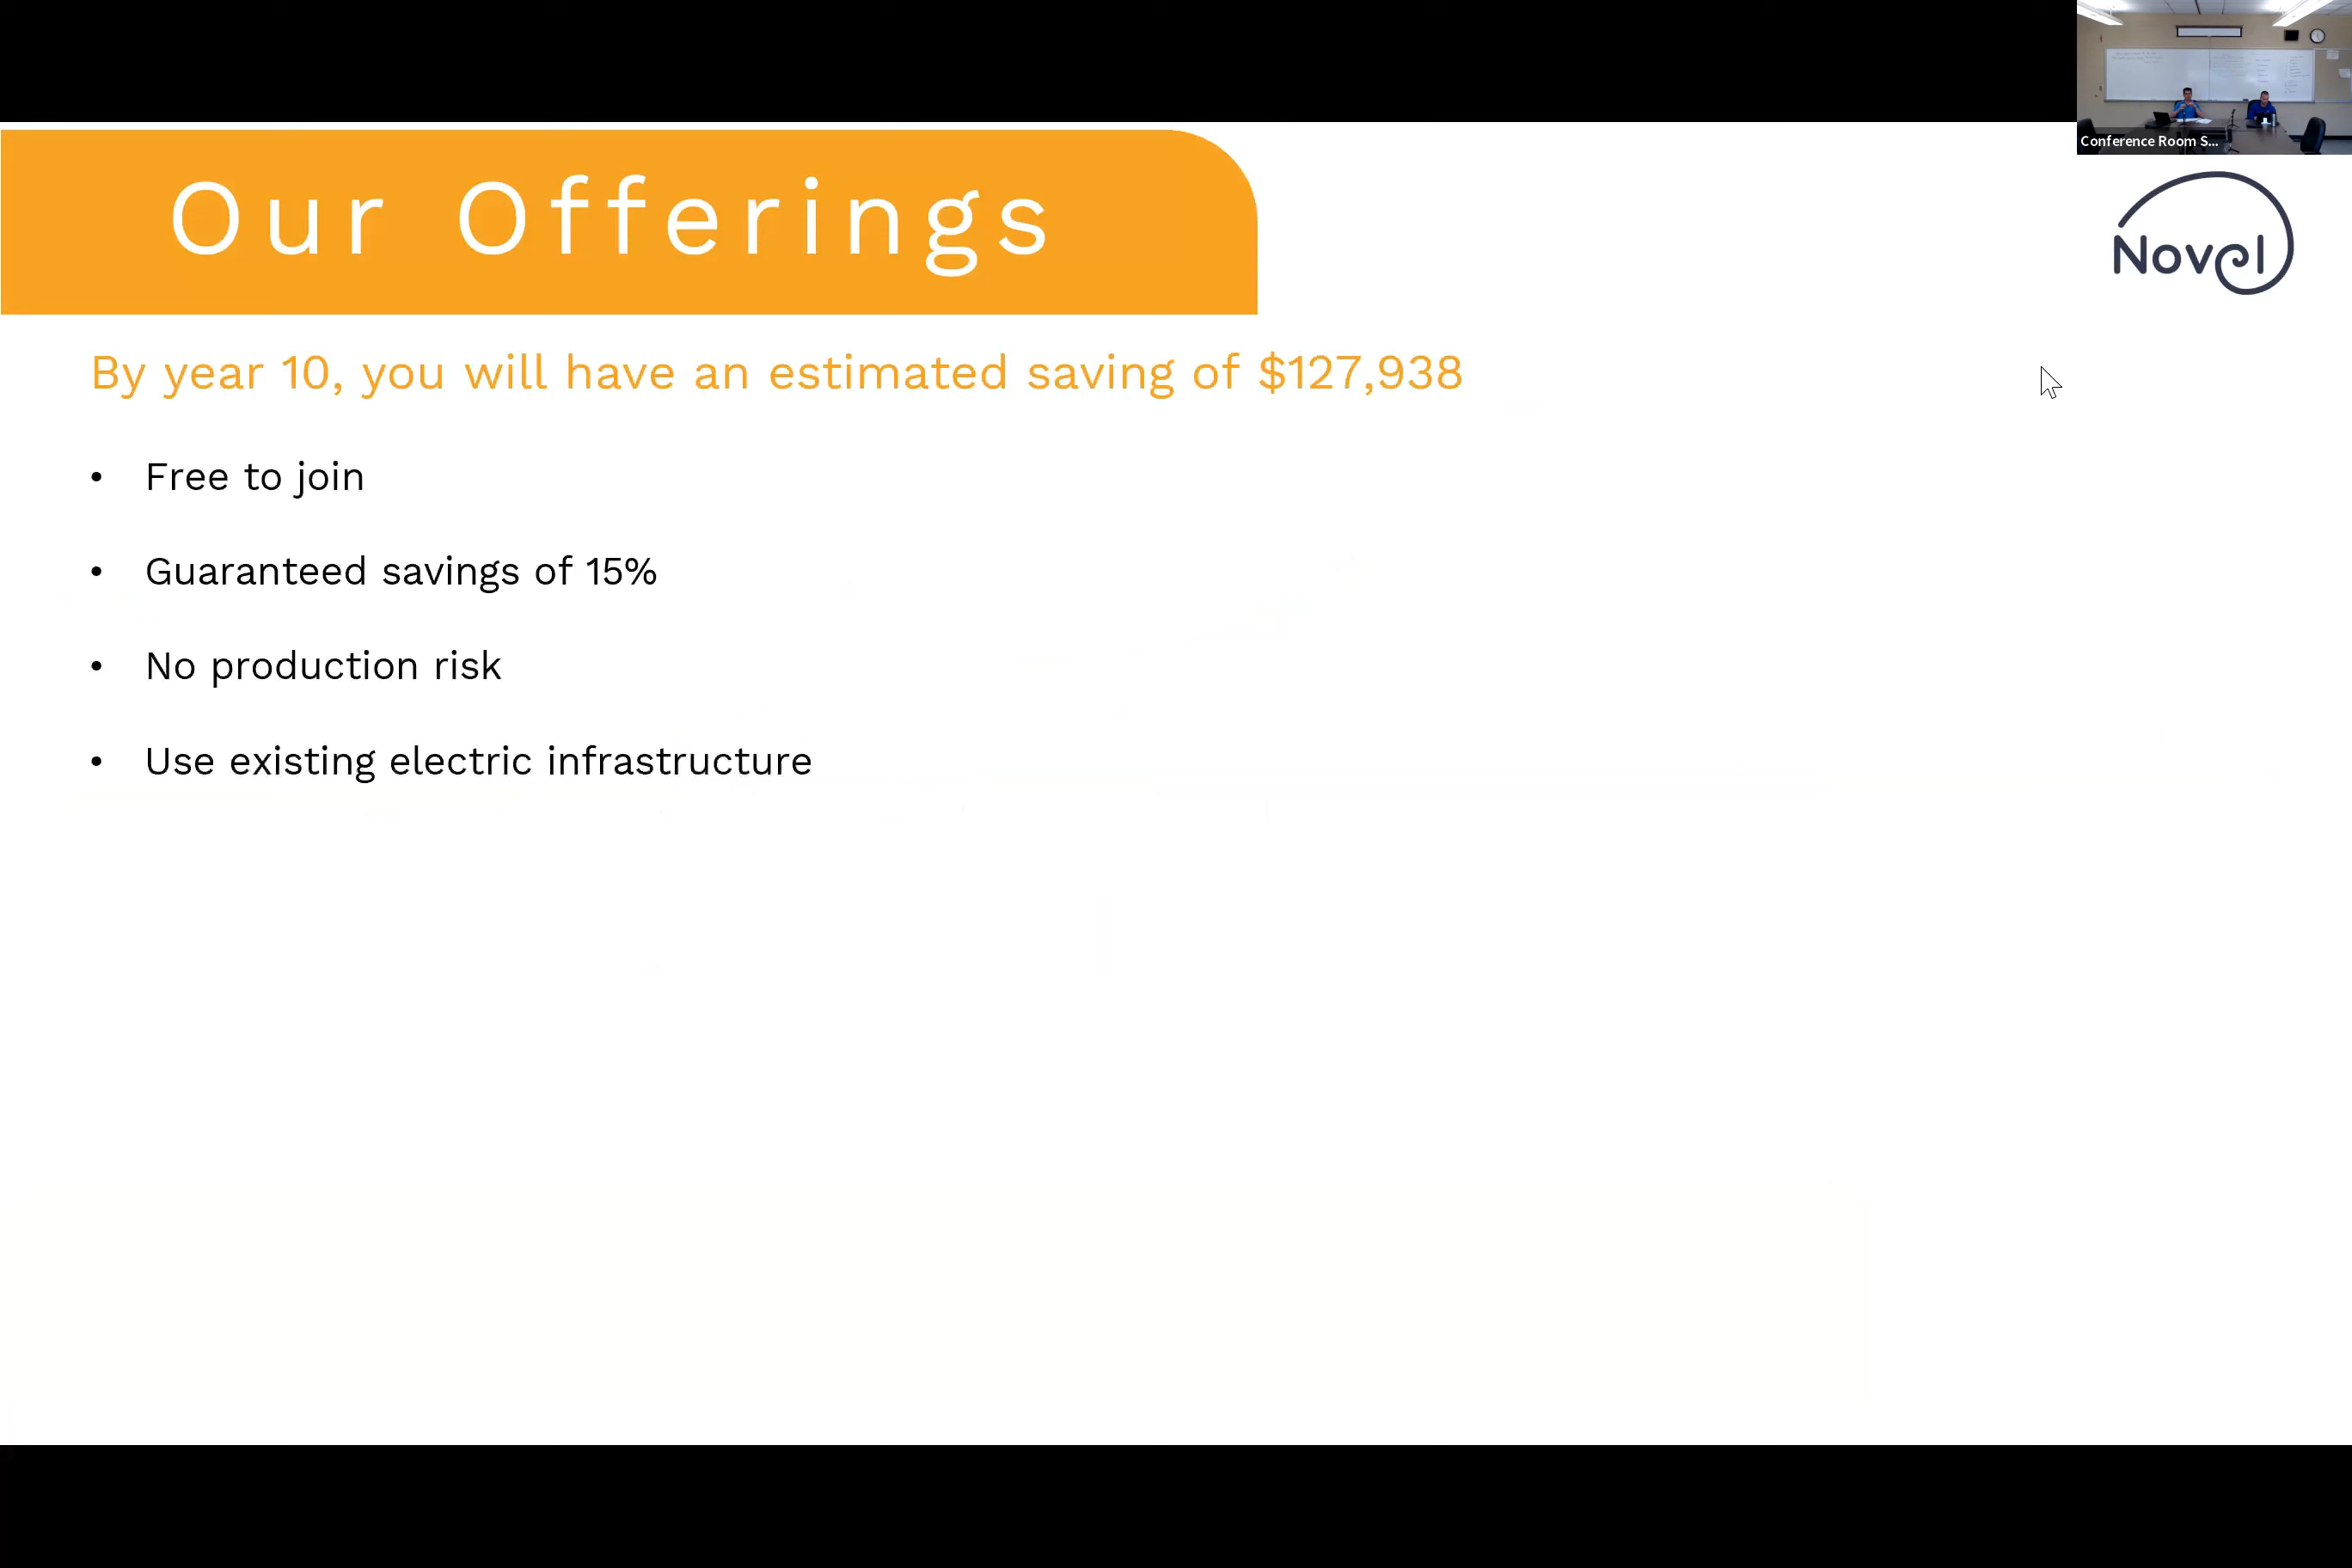 Conference Room S...
Our Offerings
Novel
By year 10, you will have an estimated saving of $127,938
• Free to join
• Guaranteed savings of 15%
• No production risk
• Use existing electric infrastructure